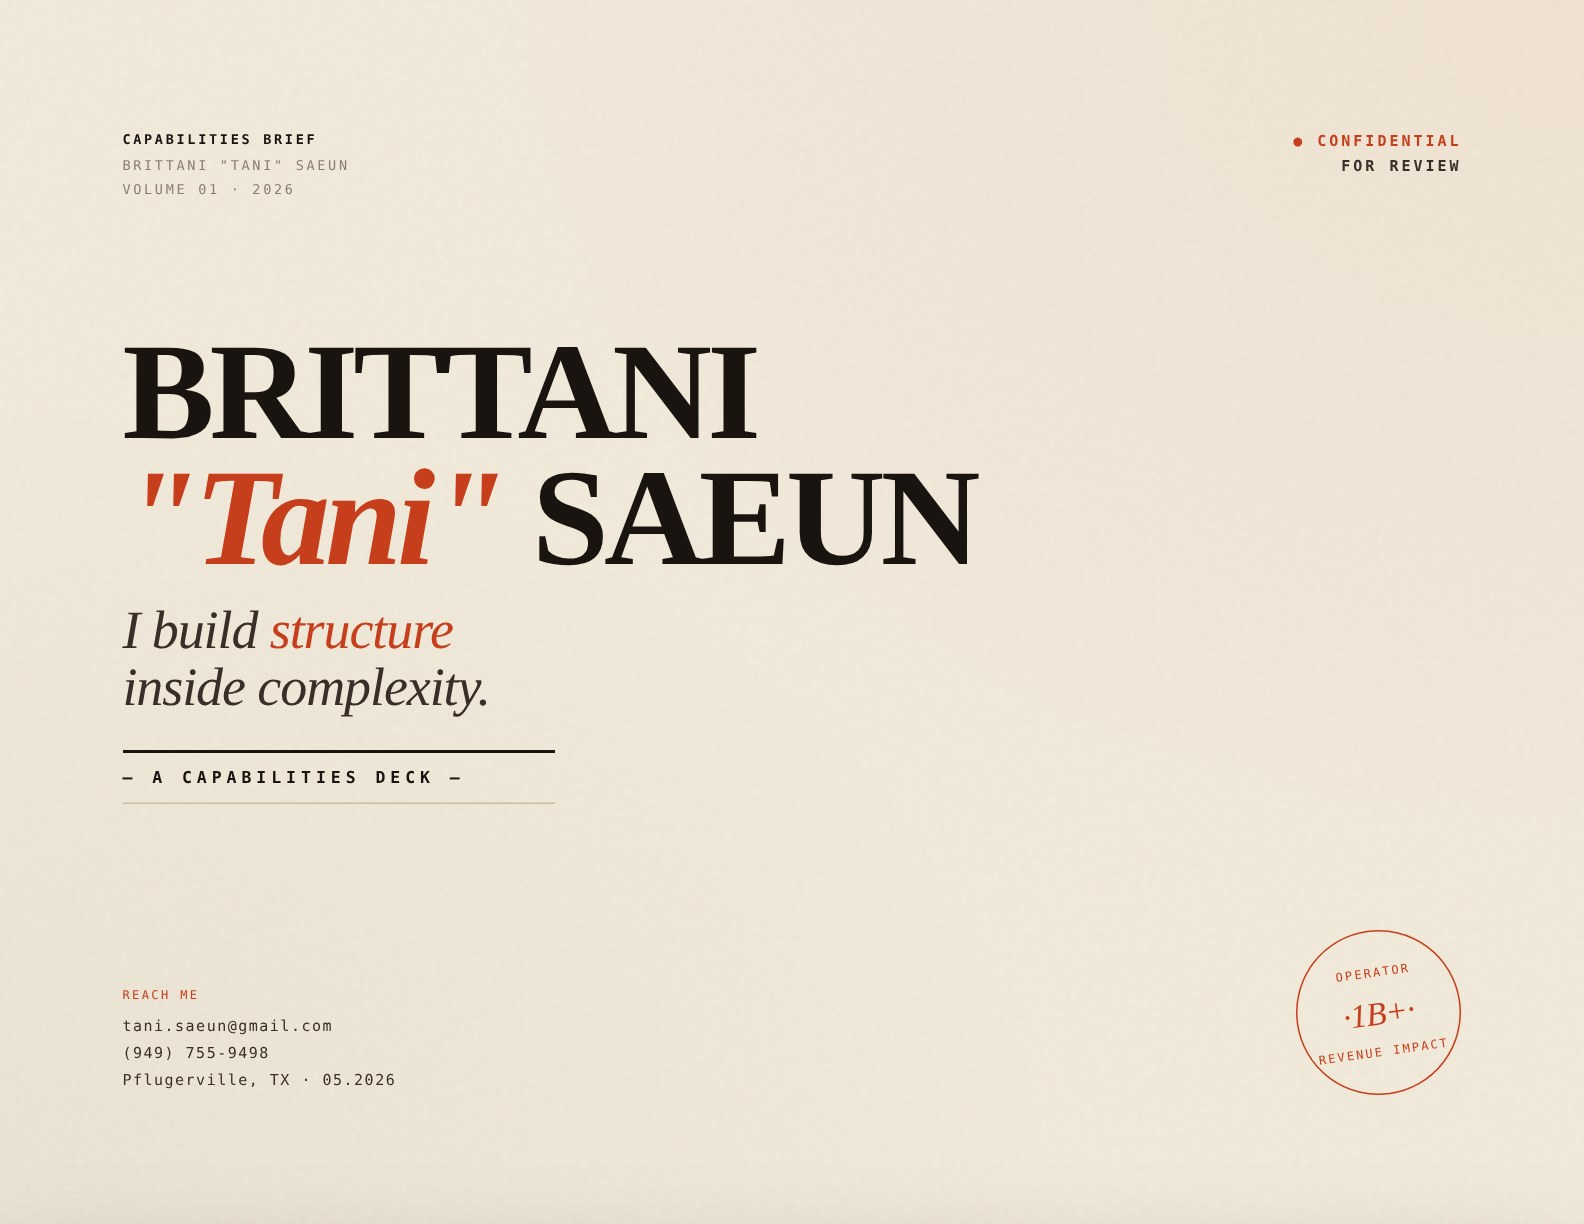 CAPABILITIES BRIEF
BRITTANI "TANI" SAEUN
VOLUME 01 · 2026
● CONFIDENTIAL
FOR REVIEW
BRITTANI
"Tani" SAEUN
I build structure
inside complexity.
— A CAPABILITIES DECK —
REACH ME
tani.saeun@gmail.com
(949) 755-9498
Pflugerville, TX · 05.2026
OPERATOR
·1B+·
REVENUE IMPACT